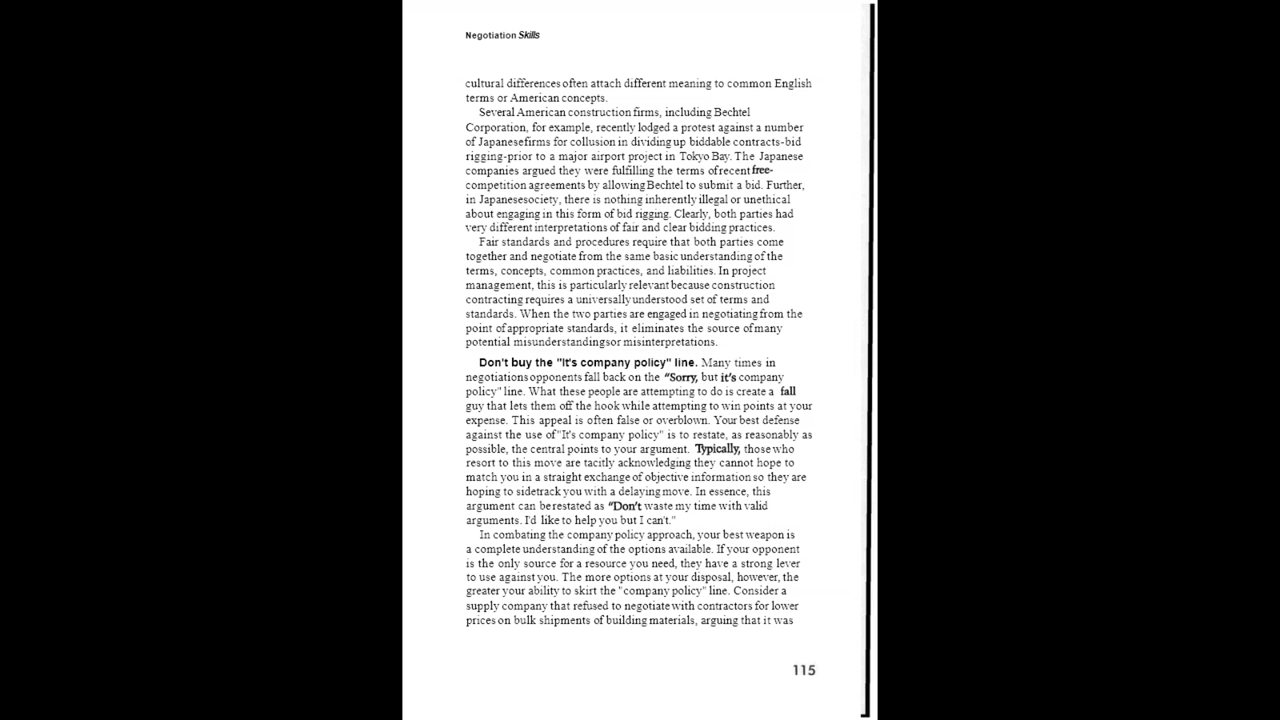 Negotiation Skills
cultural differences often attach different meaning to common English
terms or American concepts.
Several American construction firms, including Bechtel
Corporation, for example, recently lodged a protest against a number
of Japanesefirms for collusion in dividing up biddable contracts-bid
rigging-prior to a major airport project in Tokyo Bay. The Japanese
companies argued they were fulfilling the terms of recent free-
competition agreements by allowing Bechtel to submit a bid. Further,
in Japanesesociety, there is nothing inherently illegal or unethical
about engaging in this form of bid rigging. Clearly, both parties had
very different interpretations of fair and clear bidding practices.
Fair standards and procedures require that both parties come
together and negotiate from the same basic understanding of the
terms, concepts, common practices, and liabilities. In project
management, this is particularly relevant because construction
contracting requires a universally understood set of terms and
standards. When the two parties are engaged in negotiating from the
point of appropriate standards, it eliminates the source of many
potential misunderstandingsor misinterpretations.
Don't buy the "It's company policy" line. Many times in
negotiations opponents fall back on the "Sorry, but it's company
policy" line. What these people are attempting to do is create a fall
guy that lets them off the hook while attempting to win points at your
expense. This appeal is often false or overblown. Your best defense
against the use of "It's company policy" is to restate, as reasonably as
possible, the central points to your argument. Typically, those who
resort to this move are tacitly acknowledging they cannot hope to
match you in a straight exchange of objective information so they are
hoping to sidetrack you with a delaying move. In essence, this
argument can be restated as "Don't waste my time with valid
arguments. I'd like to help you but I can't."
In combating the company policy approach, your best weapon is
a complete understanding of the options available. If your opponent
is the only source for a resource you need, they have a strong lever
to use against you. The more options at your disposal, however, the
greater your ability to skirt the "company policy" line. Consider a
supply company that refused to negotiate with contractors for lower
prices on bulk shipments of building materials, arguing that it was
115